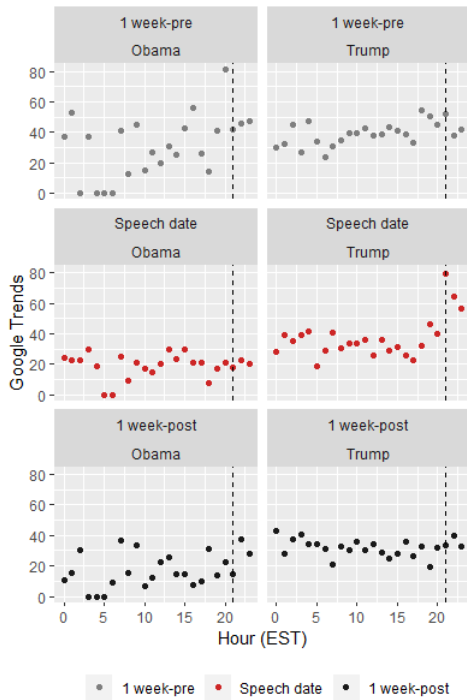 1 week-pre
1 week-pre
Obama
Trump
80
60
40
20
0
Speech date
Speech date
Obama
Trump
80
60
40
20
0
1 week-post
1 week-post
Obama
Trump
80
60
40
20
0
Google Trends
0 5 10 15 20
0 5 10 15 20
Hour (EST)
1 week-pre Speech date 1 week-post